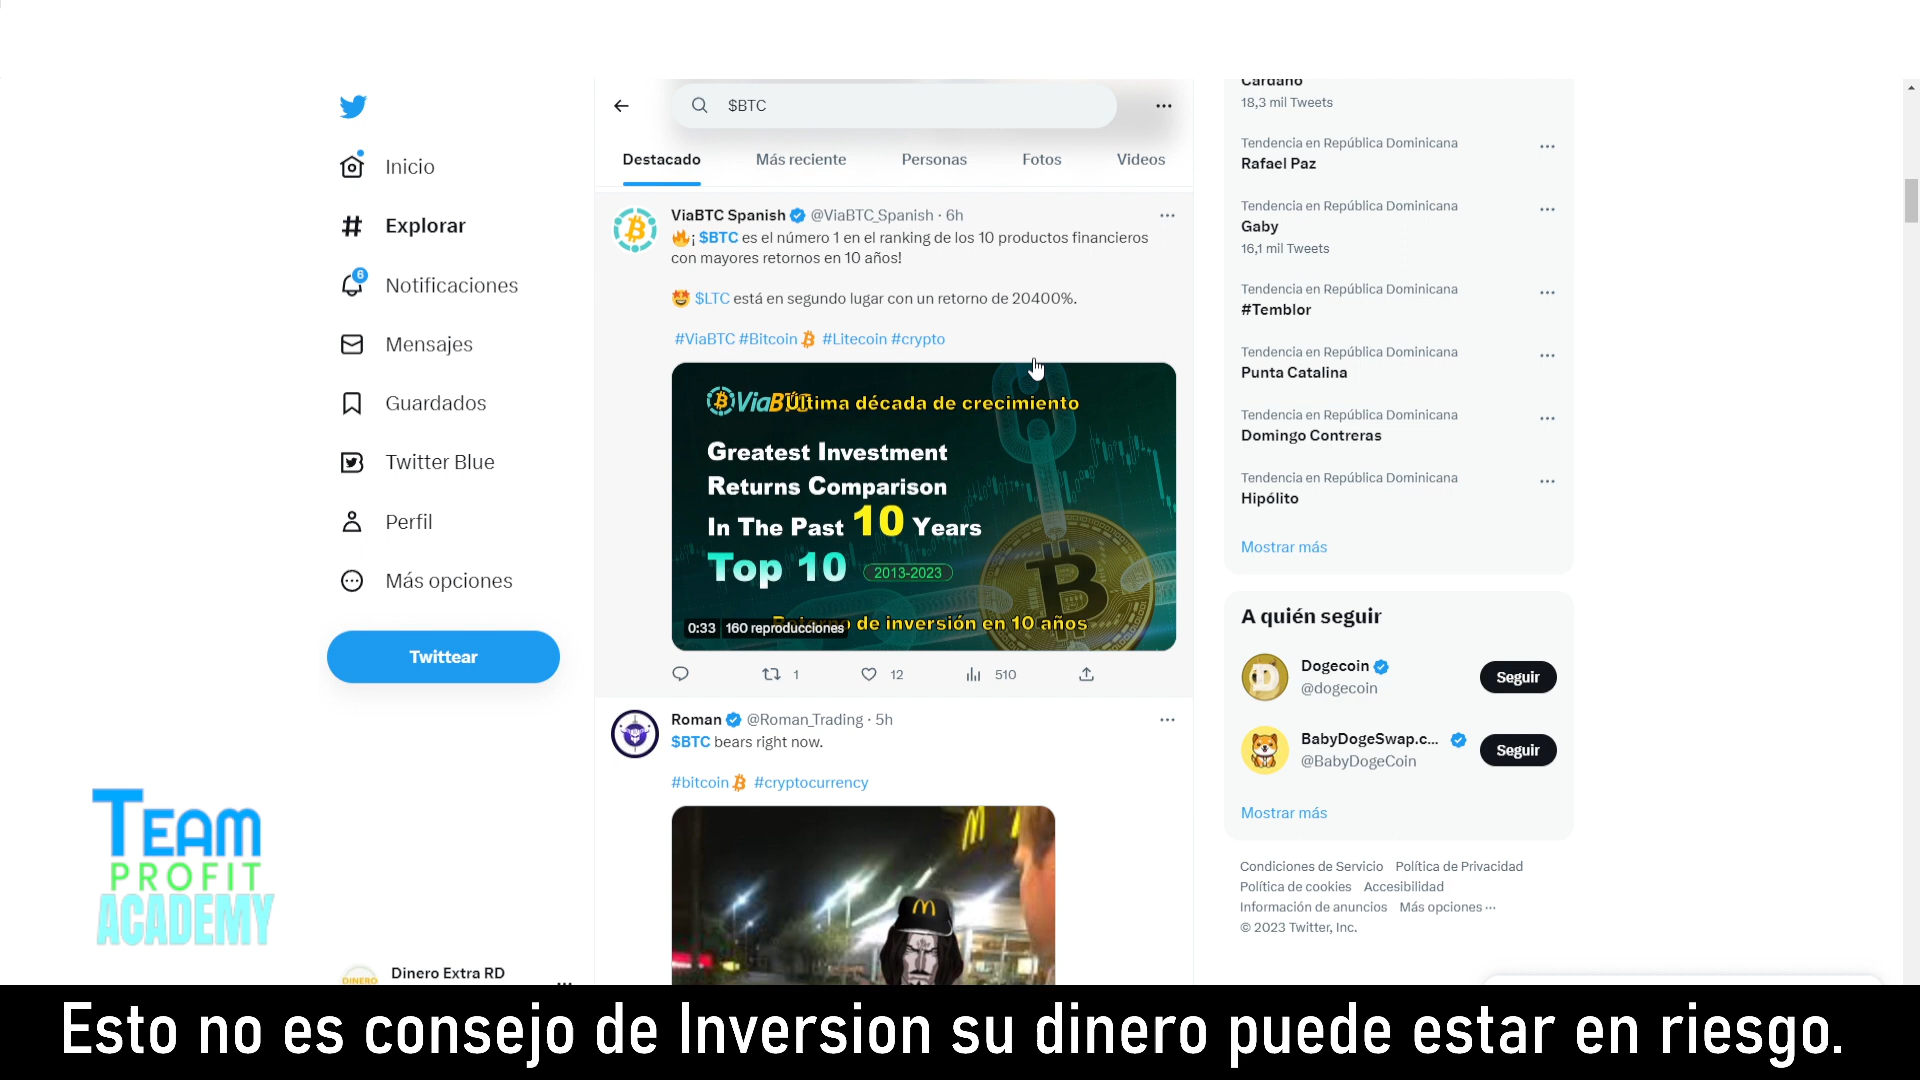 Inicio
Explorar
6
Notificaciones
Mensajes
Guardados
Twitter Blue
Perfil
Más opciones
Twittear
TEAM
PROFIT
ACADEMY
DINERO
Dinero Extra RD
$BTC
Destacado
Más reciente
Personas
Fotos
Videos
ViaBTC Spanish @ViaBTC_Spanish · 6h
¡ $BTC es el número 1 en el ranking de los 10 productos financieros
con mayores retornos en 10 años!
$LTC está en segundo lugar con un retorno de 20400%.
#ViaBTC #Bitcoin #Litecoin #crypto
ViaBTC
Última década de crecimiento
Greatest Investment
Returns Comparison
In The Past 10 Years
Top 10 2013-2023
0:33 160 reproducciones
de inversión en 10 años
1
12
510
Roman @Roman_Trading · 5h
$BTC bears right now.
#bitcoin #cryptocurrency
Cardano
18,3 mil Tweets
Tendencia en República Dominicana
Rafael Paz
Tendencia en República Dominicana
Gaby
16,1 mil Tweets
Tendencia en República Dominicana
#Temblor
Tendencia en República Dominicana
Punta Catalina
Tendencia en República Dominicana
Domingo Contreras
Tendencia en República Dominicana
Hipólito
Mostrar más
A quién seguir
Dogecoin
@dogecoin
Seguir
BabyDogeSwap.c...
@BabyDogeCoin
Seguir
Mostrar más
Condiciones de Servicio Política de Privacidad
Política de cookies Accesibilidad
Información de anuncios Más opciones ···
© 2023 Twitter, Inc.
Esto no es consejo de Inversion su dinero puede estar en riesgo.